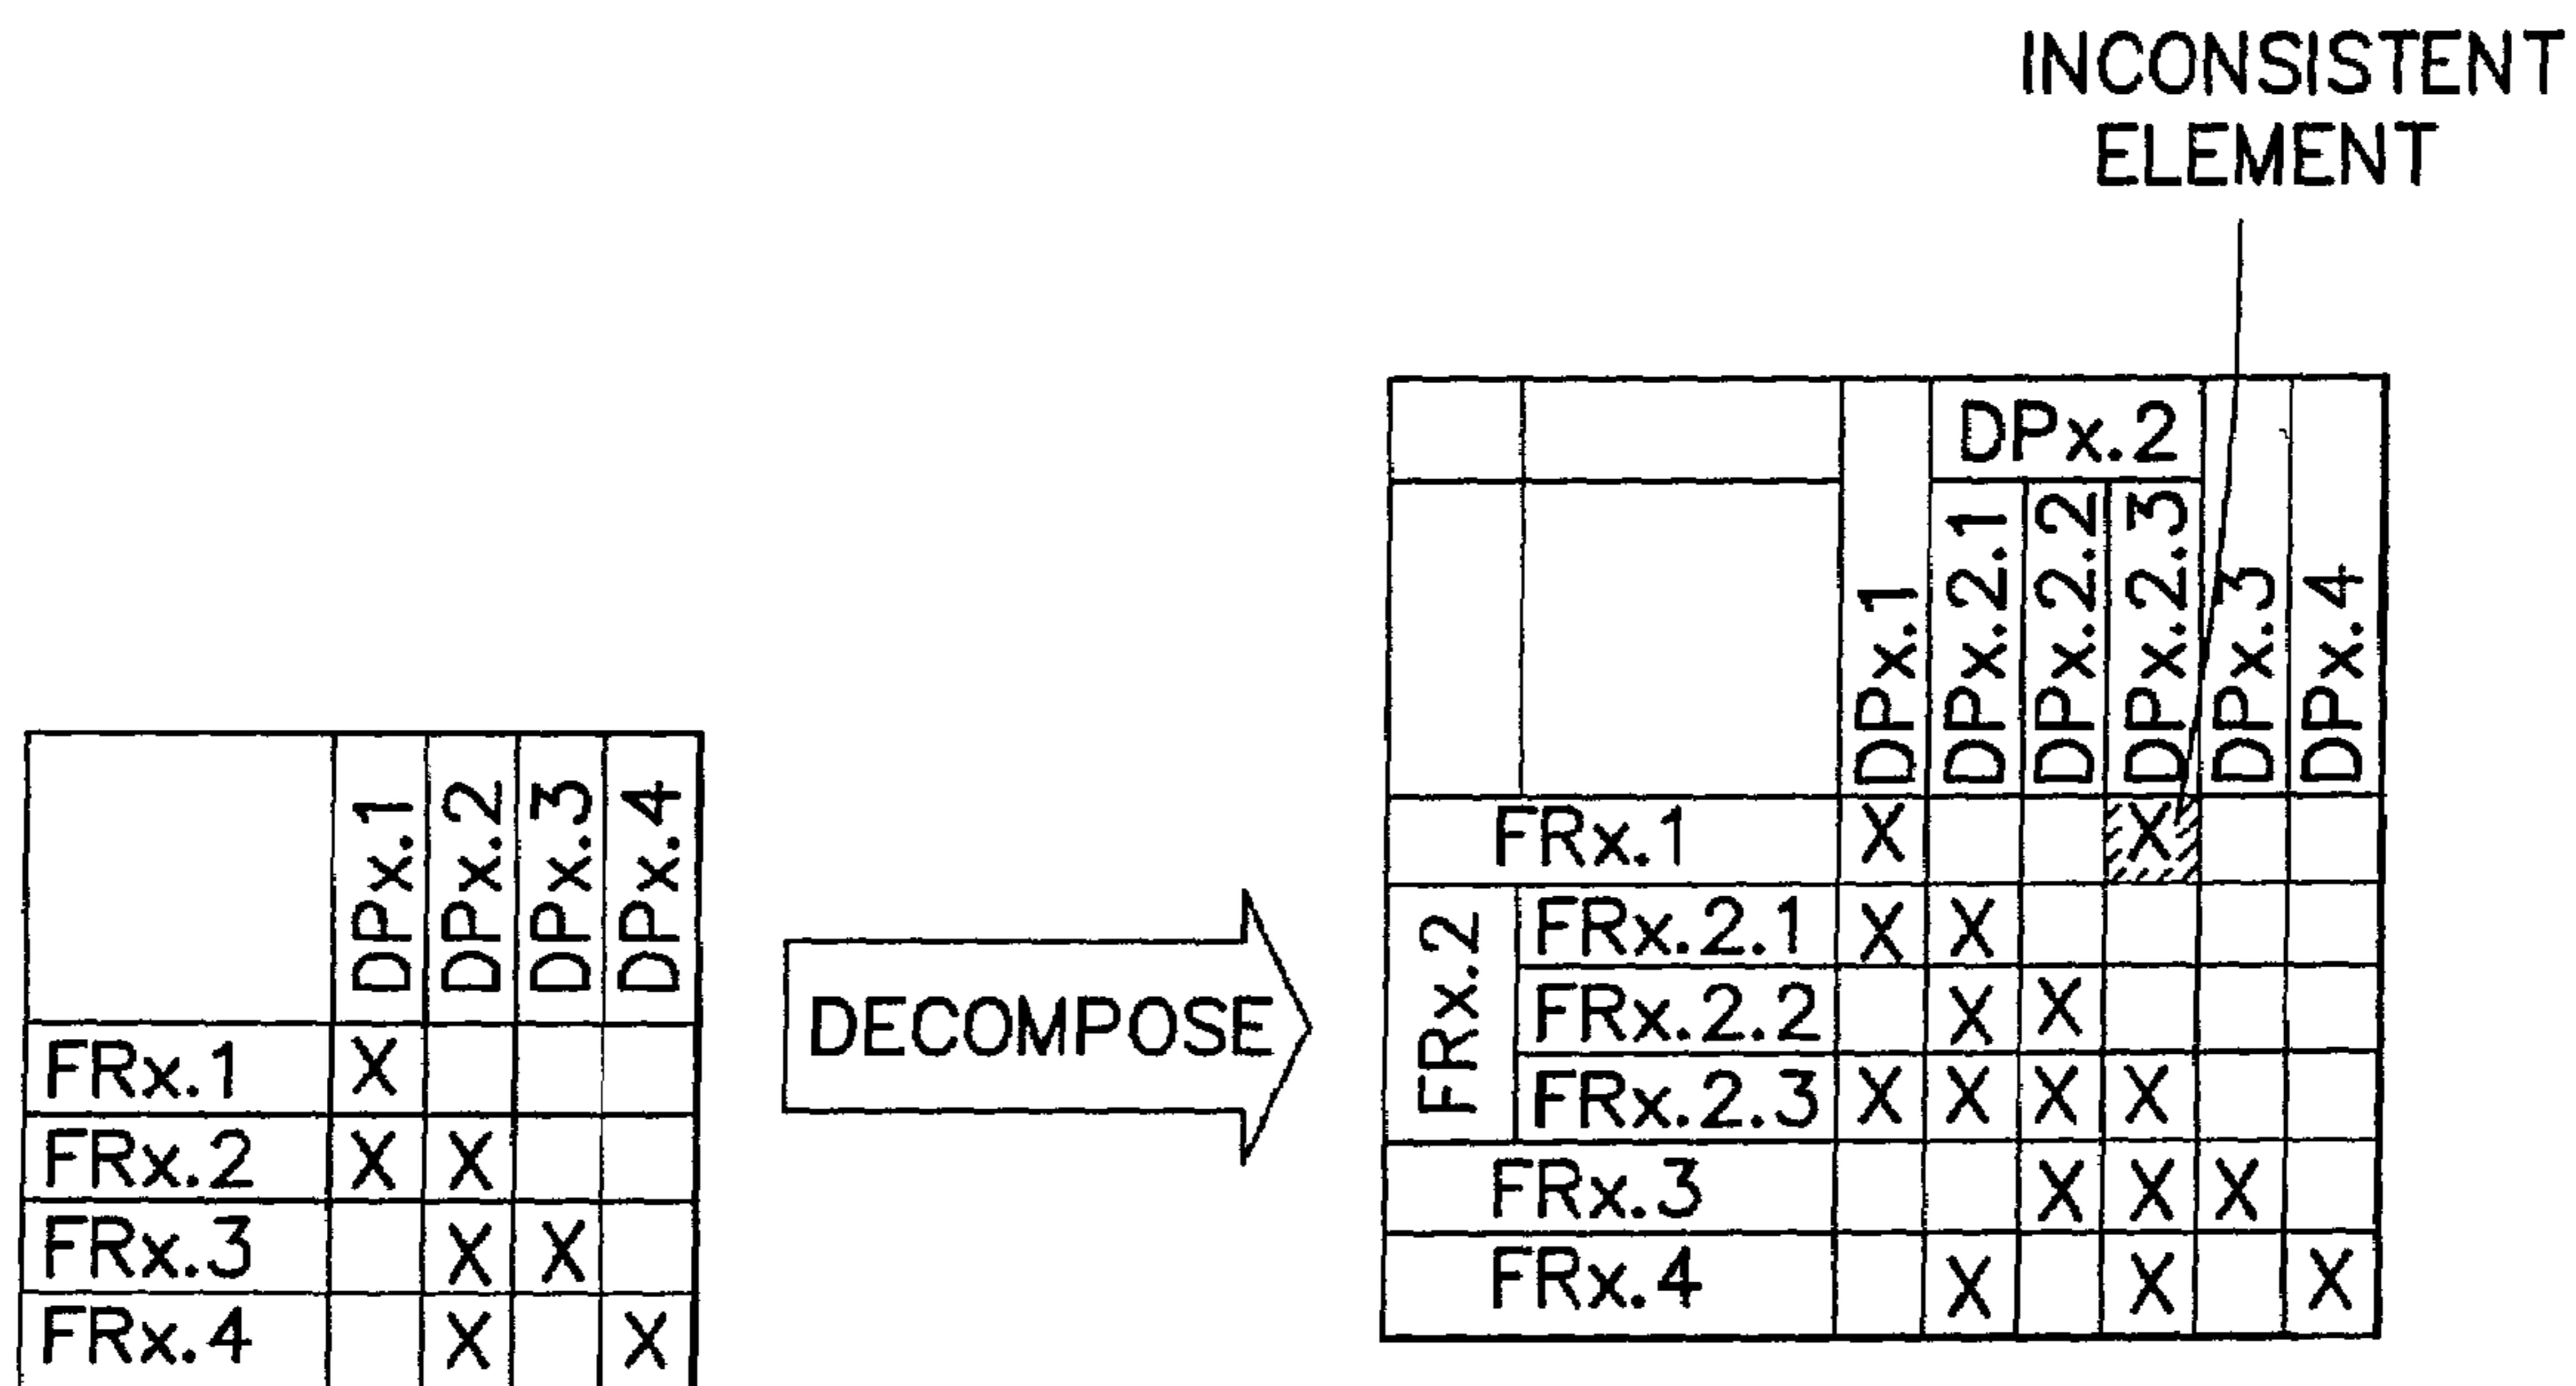 INCONSISTENT
ELEMENT
DPx.1 DPx.2 DPx.3 DPx.4
FRx.1 X
FRx.2 X X
FRx.3 X X
FRx.4 X X
DECOMPOSE
DPx.2
DPx.1 DPx.2.1 DPx.2.2 DPx.2.3 DPx.3 DPx.4
FRx.1 X X
FRx.2
FRx.2.1 X X
FRx.2.2 X X
FRx.2.3 X X X X
FRx.3 X X X
FRx.4 X X X